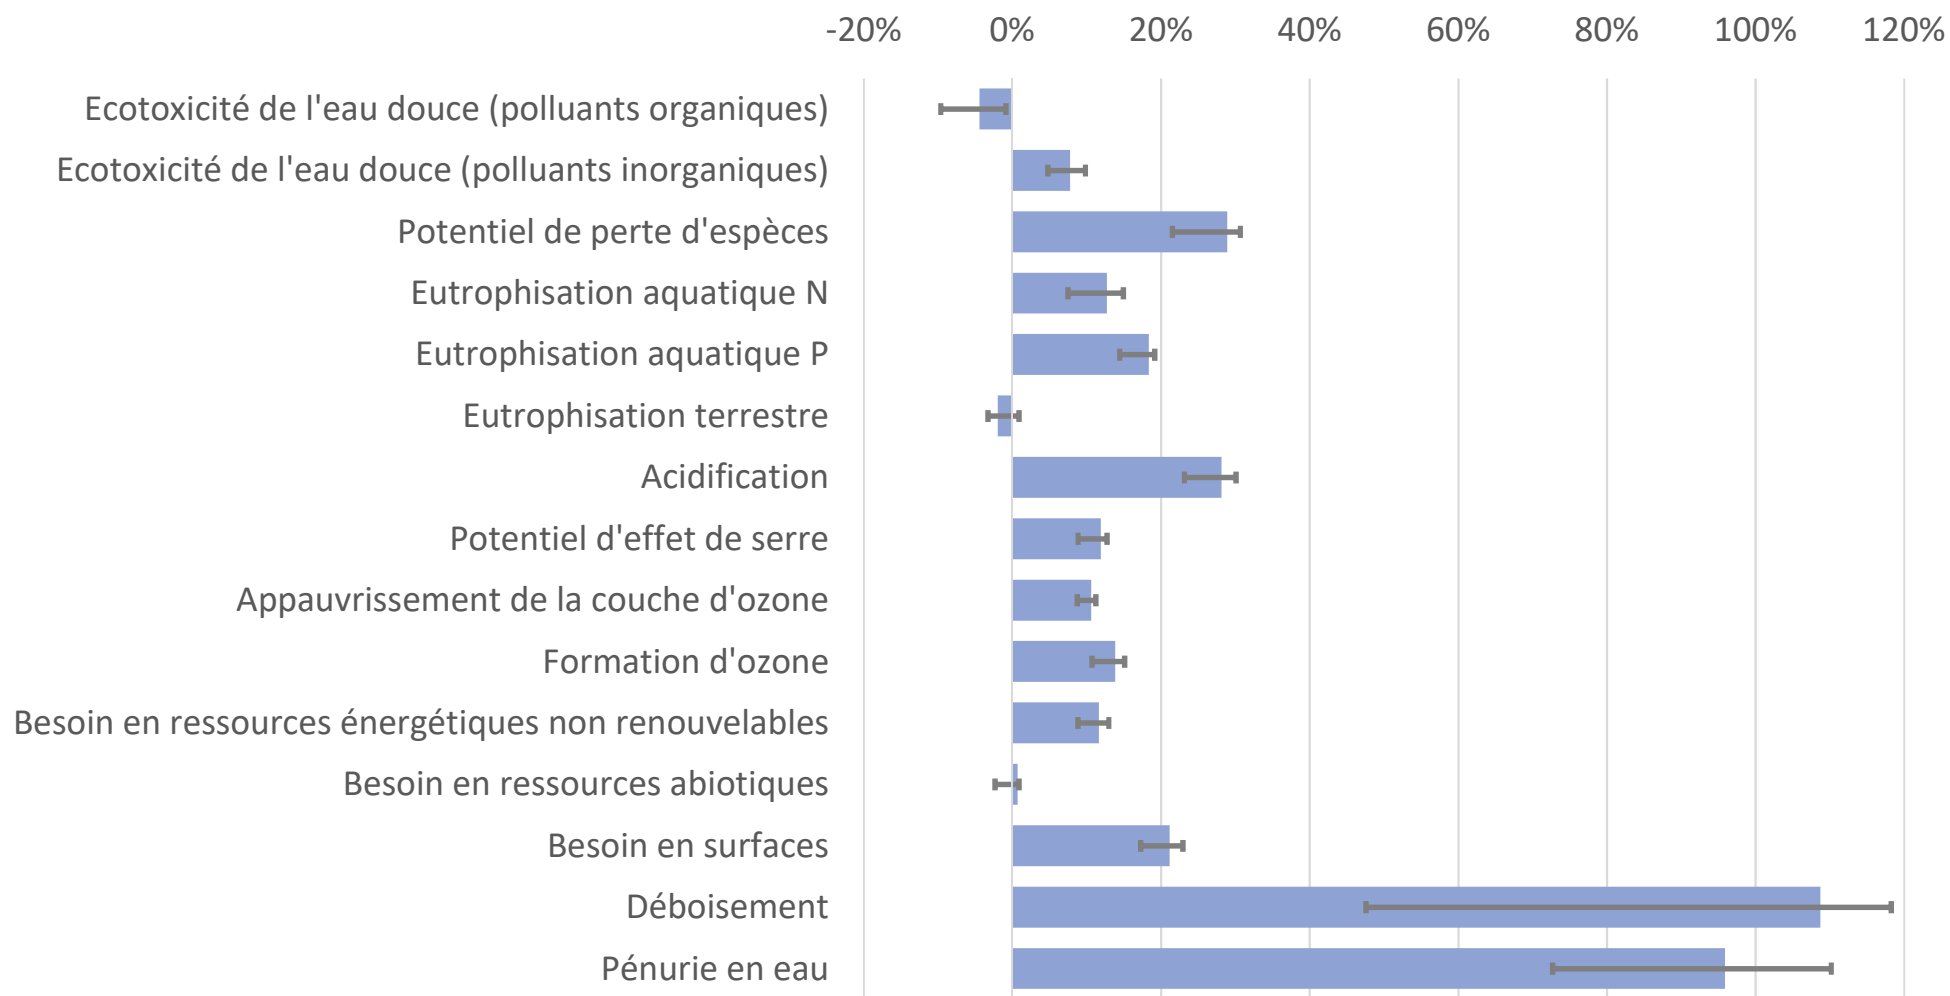 -20% 0% 20% 40% 60% 80% 100% 120%
Ecotoxicité de l'eau douce (polluants organiques)
Ecotoxicité de l'eau douce (polluants inorganiques)
Potentiel de perte d'espèces
Eutrophisation aquatique N
Eutrophisation aquatique P
Eutrophisation terrestre
Acidification
Potentiel d'effet de serre
Appauvrissement de la couche d'ozone
Formation d'ozone
Besoin en ressources énergétiques non renouvelables
Besoin en ressources abiotiques
Besoin en surfaces
Déboisement
Pénurie en eau